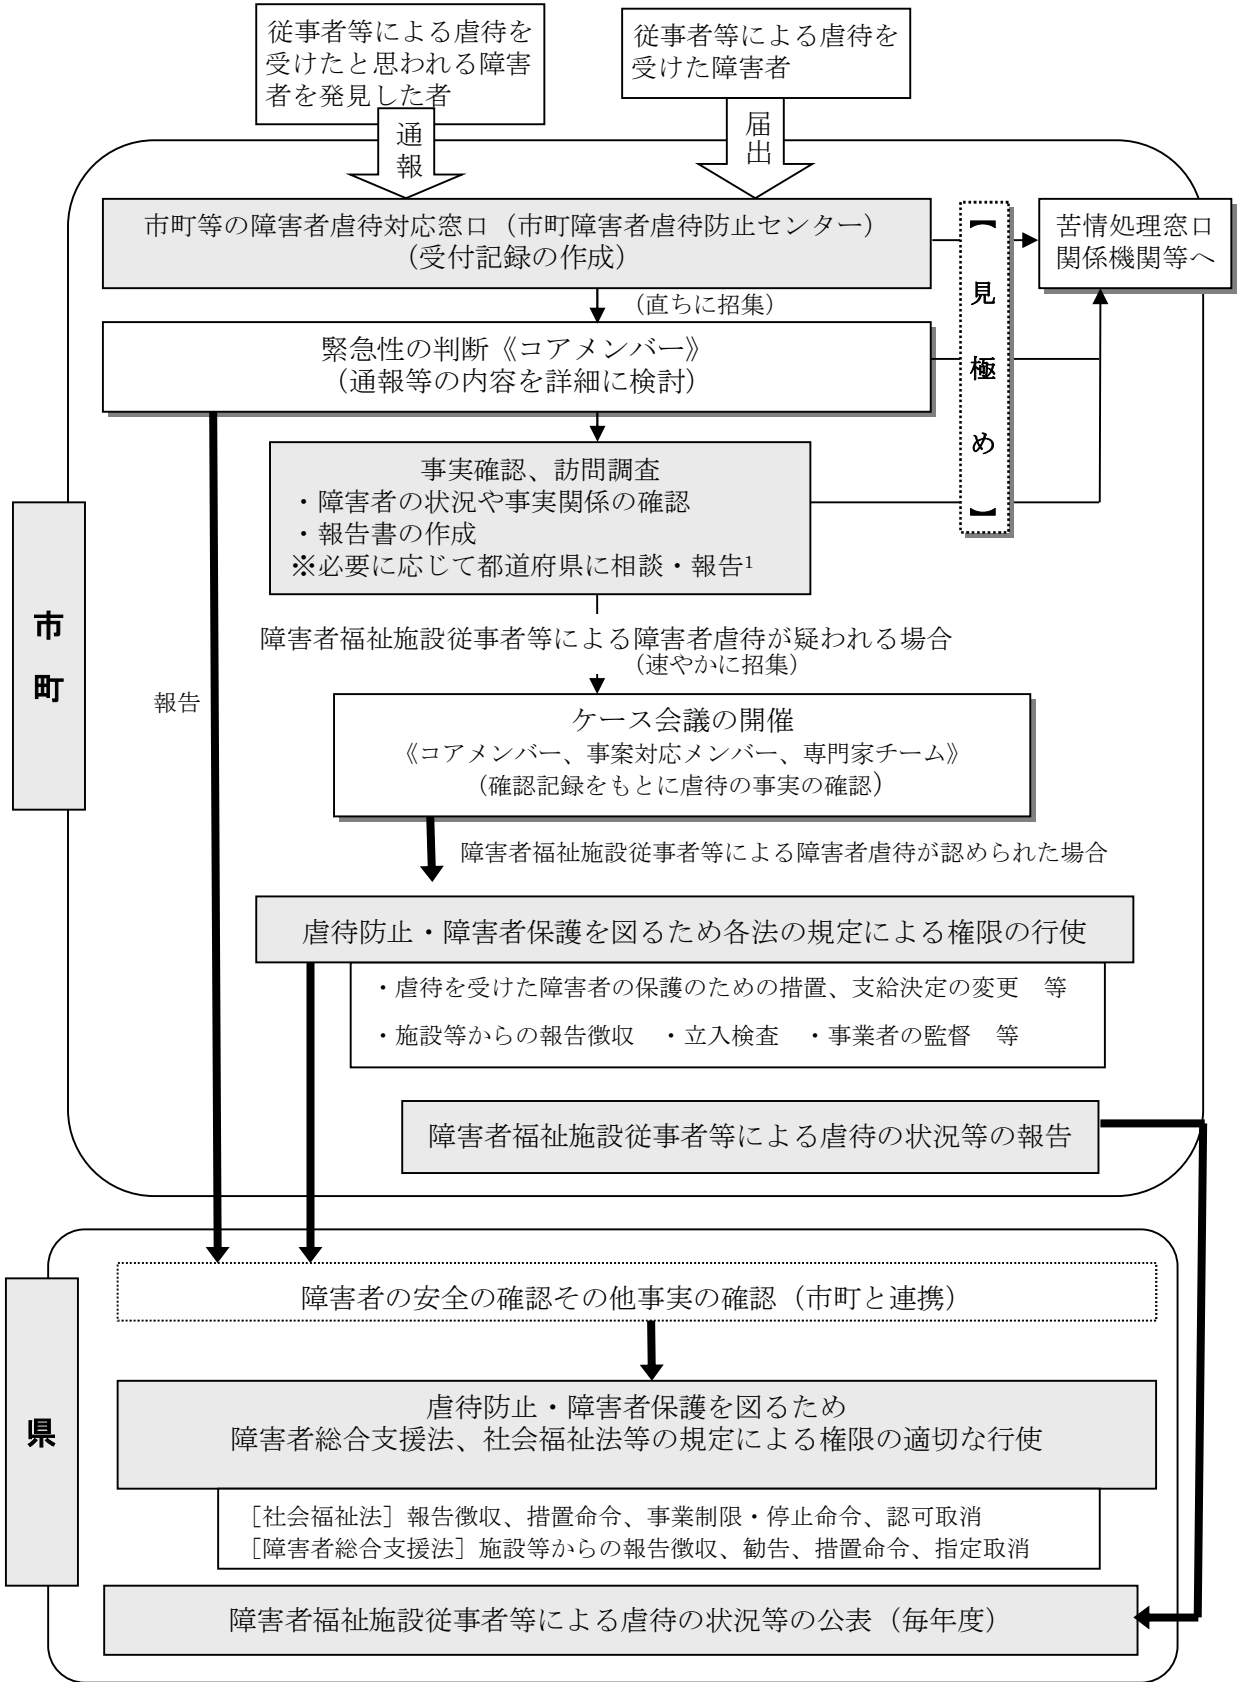 従事者等による虐待を
受けたと思われる障害
者を発見した者
従事者等による虐待を
受けた障害者
通報
届出
市町等の障害者虐待対応窓口（市町障害者虐待防止センター）
（受付記録の作成）
【見極め】
苦情処理窓口
関係機関等へ
（直ちに招集）
緊急性の判断《コアメンバー》
（通報等の内容を詳細に検討）
事実確認、訪問調査
・障害者の状況や事実関係の確認
・報告書の作成
※必要に応じて都道府県に相談・報告¹
市町
障害者福祉施設従事者等による障害者虐待が疑われる場合
（速やかに招集）
報告
ケース会議の開催
《コアメンバー、事案対応メンバー、専門家チーム》
（確認記録をもとに虐待の事実の確認）
障害者福祉施設従事者等による障害者虐待が認められた場合
虐待防止・障害者保護を図るため各法の規定による権限の行使
・虐待を受けた障害者の保護のための措置、支給決定の変更　等
・施設等からの報告徴収　・立入検査　・事業者の監督　等
障害者福祉施設従事者等による虐待の状況等の報告
県
障害者の安全の確認その他事実の確認（市町と連携）
虐待防止・障害者保護を図るため
障害者総合支援法、社会福祉法等の規定による権限の適切な行使
［社会福祉法］報告徴収、措置命令、事業制限・停止命令、認可取消
［障害者総合支援法］施設等からの報告徴収、勧告、措置命令、指定取消
障害者福祉施設従事者等による虐待の状況等の公表（毎年度）